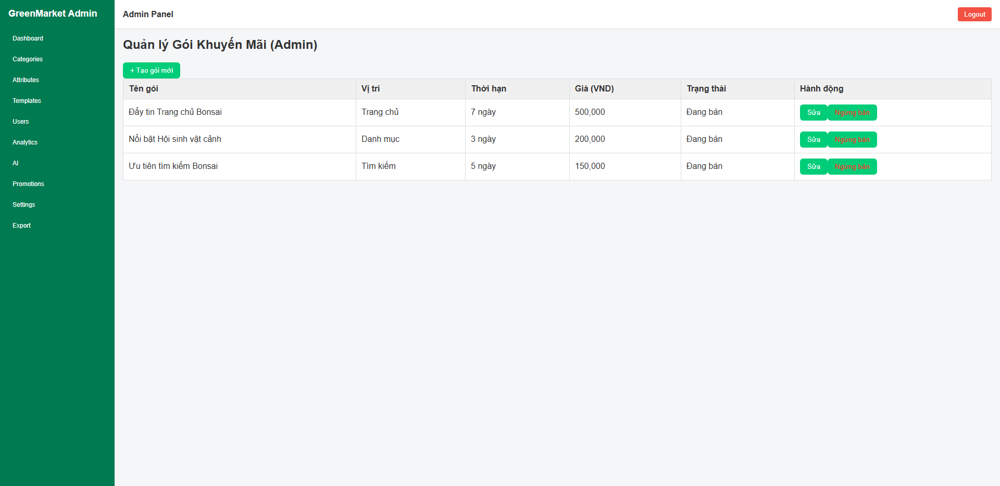 GreenMarket Admin
Dashboard
Categories
Attributes
Templates
Users
Analytics
AI
Promotions
Settings
Export
Admin Panel
Logout
Quản lý Gói Khuyến Mãi (Admin)
+ Tạo gói mới
Tên gói Vị trí Thời hạn Giá (VND) Trạng thái Hành động
Đẩy tin Trang chủ Bonsai Trang chủ 7 ngày 500,000 Đang bán Sửa Ngừng bán
Nổi bật Hội sinh vật cảnh Danh mục 3 ngày 200,000 Đang bán Sửa Ngừng bán
Ưu tiên tìm kiếm Bonsai Tìm kiếm 5 ngày 150,000 Đang bán Sửa Ngừng bán